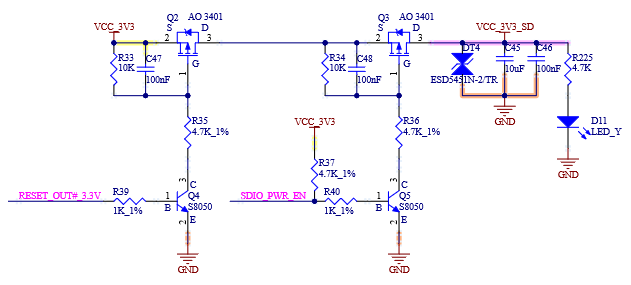 Q2 AO 3401
VCC_3V3
S D
2 3
G
1
R33
10K
C47
100nF
Q3 AO 3401
S D
2 3
G
1
R34
10K
C48
100nF
VCC_3V3_SD
DT4
ESD5451N-2/TR
C45
10uF
C46
100nF
R225
4.7K
GND
D11
LED_Y
GND
R35
4.7K_1%
R36
4.7K_1%
VCC_3V3
R37
4.7K_1%
RESET_OUT#_3.3V
R39
1K_1%
3
C
1
B
Q4
S8050
E
2
GND
SDIO_PWR_EN
R40
1K_1%
3
C
1
B
Q5
S8050
E
2
GND